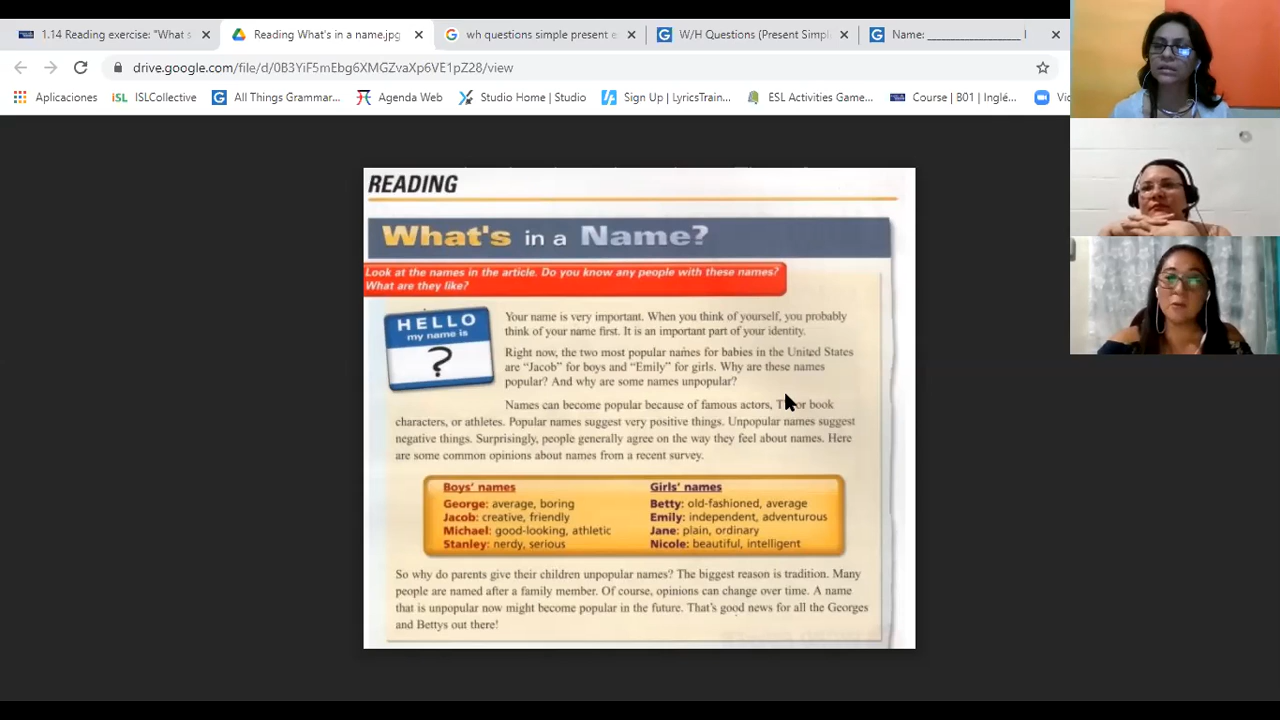 1.14 Reading exercise: "What s
Reading What's in a name.jpg
wh questions simple present e
W/H Questions (Present Simpl
Name: ____________________ I
drive.google.com/file/d/0B3YiF5mEbg6XMGZvaXp6VE1pZ28/view
Aplicaciones
iSL ISLCollective
All Things Grammar...
Agenda Web
Studio Home | Studio
Sign Up | LyricsTrain...
ESL Activities Game...
Course | B01 | Inglé...
READING
What's in a Name?
Look at the names in the article. Do you know any people with these names?
What are they like?
HELLO
my name is
?
Your name is very important. When you think of yourself, you probably
think of your name first. It is an important part of your identity.
Right now, the two most popular names for babies in the United States
are "Jacob" for boys and "Emily" for girls. Why are these names
popular? And why are some names unpopular?
Names can become popular because of famous actors, or book
characters, or athletes. Popular names suggest very positive things. Unpopular names suggest
negative things. Surprisingly, people generally agree on the way they feel about names. Here
are some common opinions about names from a recent survey.
Boys' names
George: average, boring
Jacob: creative, friendly
Michael: good-looking, athletic
Stanley: nerdy, serious
Girls' names
Betty: old-fashioned, average
Emily: independent, adventurous
Jane: plain, ordinary
Nicole: beautiful, intelligent
So why do parents give their children unpopular names? The biggest reason is tradition. Many
people are named after a family member. Of course, opinions can change over time. A name
that is unpopular now might become popular in the future. That's good news for all the Georges
and Bettys out there!